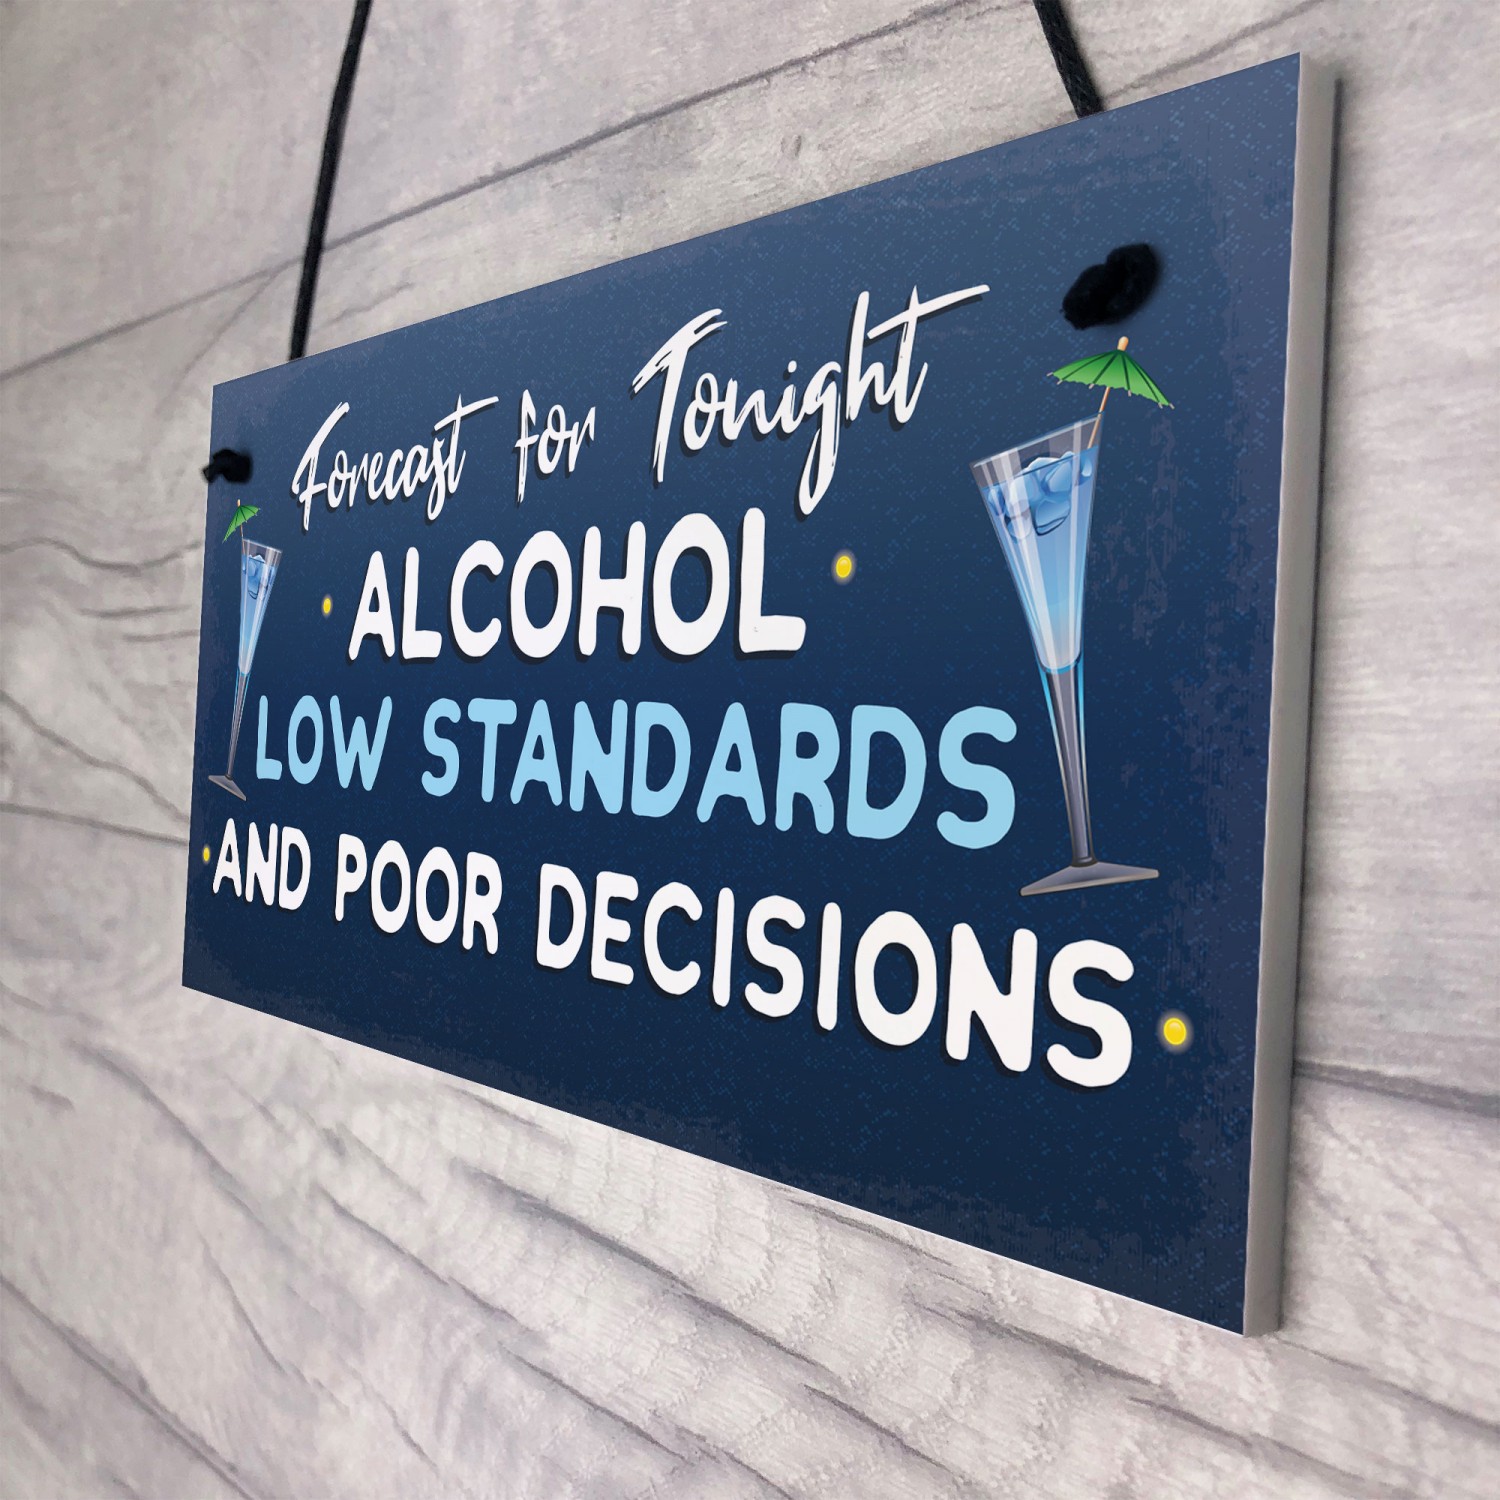 Forecast for Tonight
ALCOHOL
LOW STANDARDS
AND POOR DECISIONS